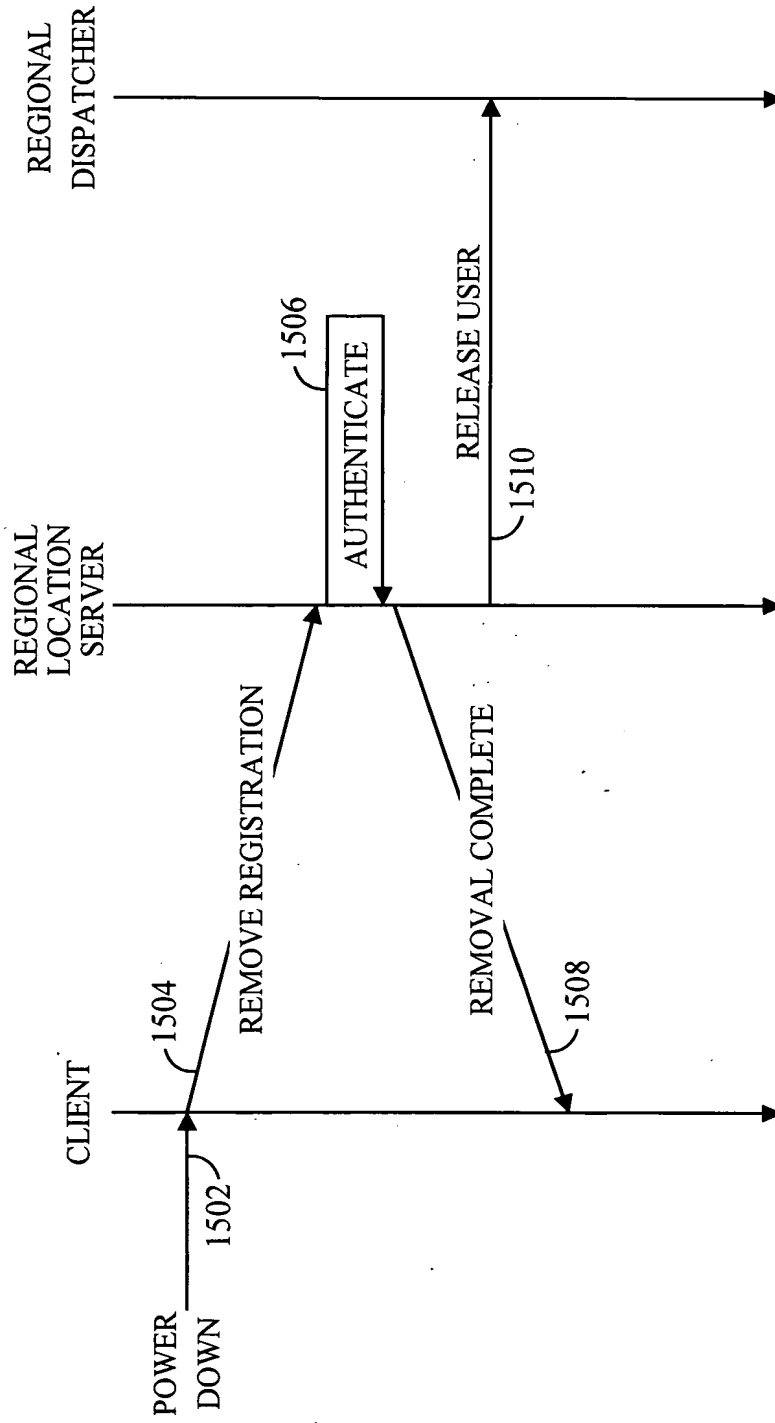 POWER
DOWN
1502
CLIENT
1504
REMOVE REGISTRATION
REGIONAL
LOCATION
SERVER
1506
AUTHENTICATE
REMOVAL COMPLETE
1508
RELEASE USER
1510
REGIONAL
DISPATCHER